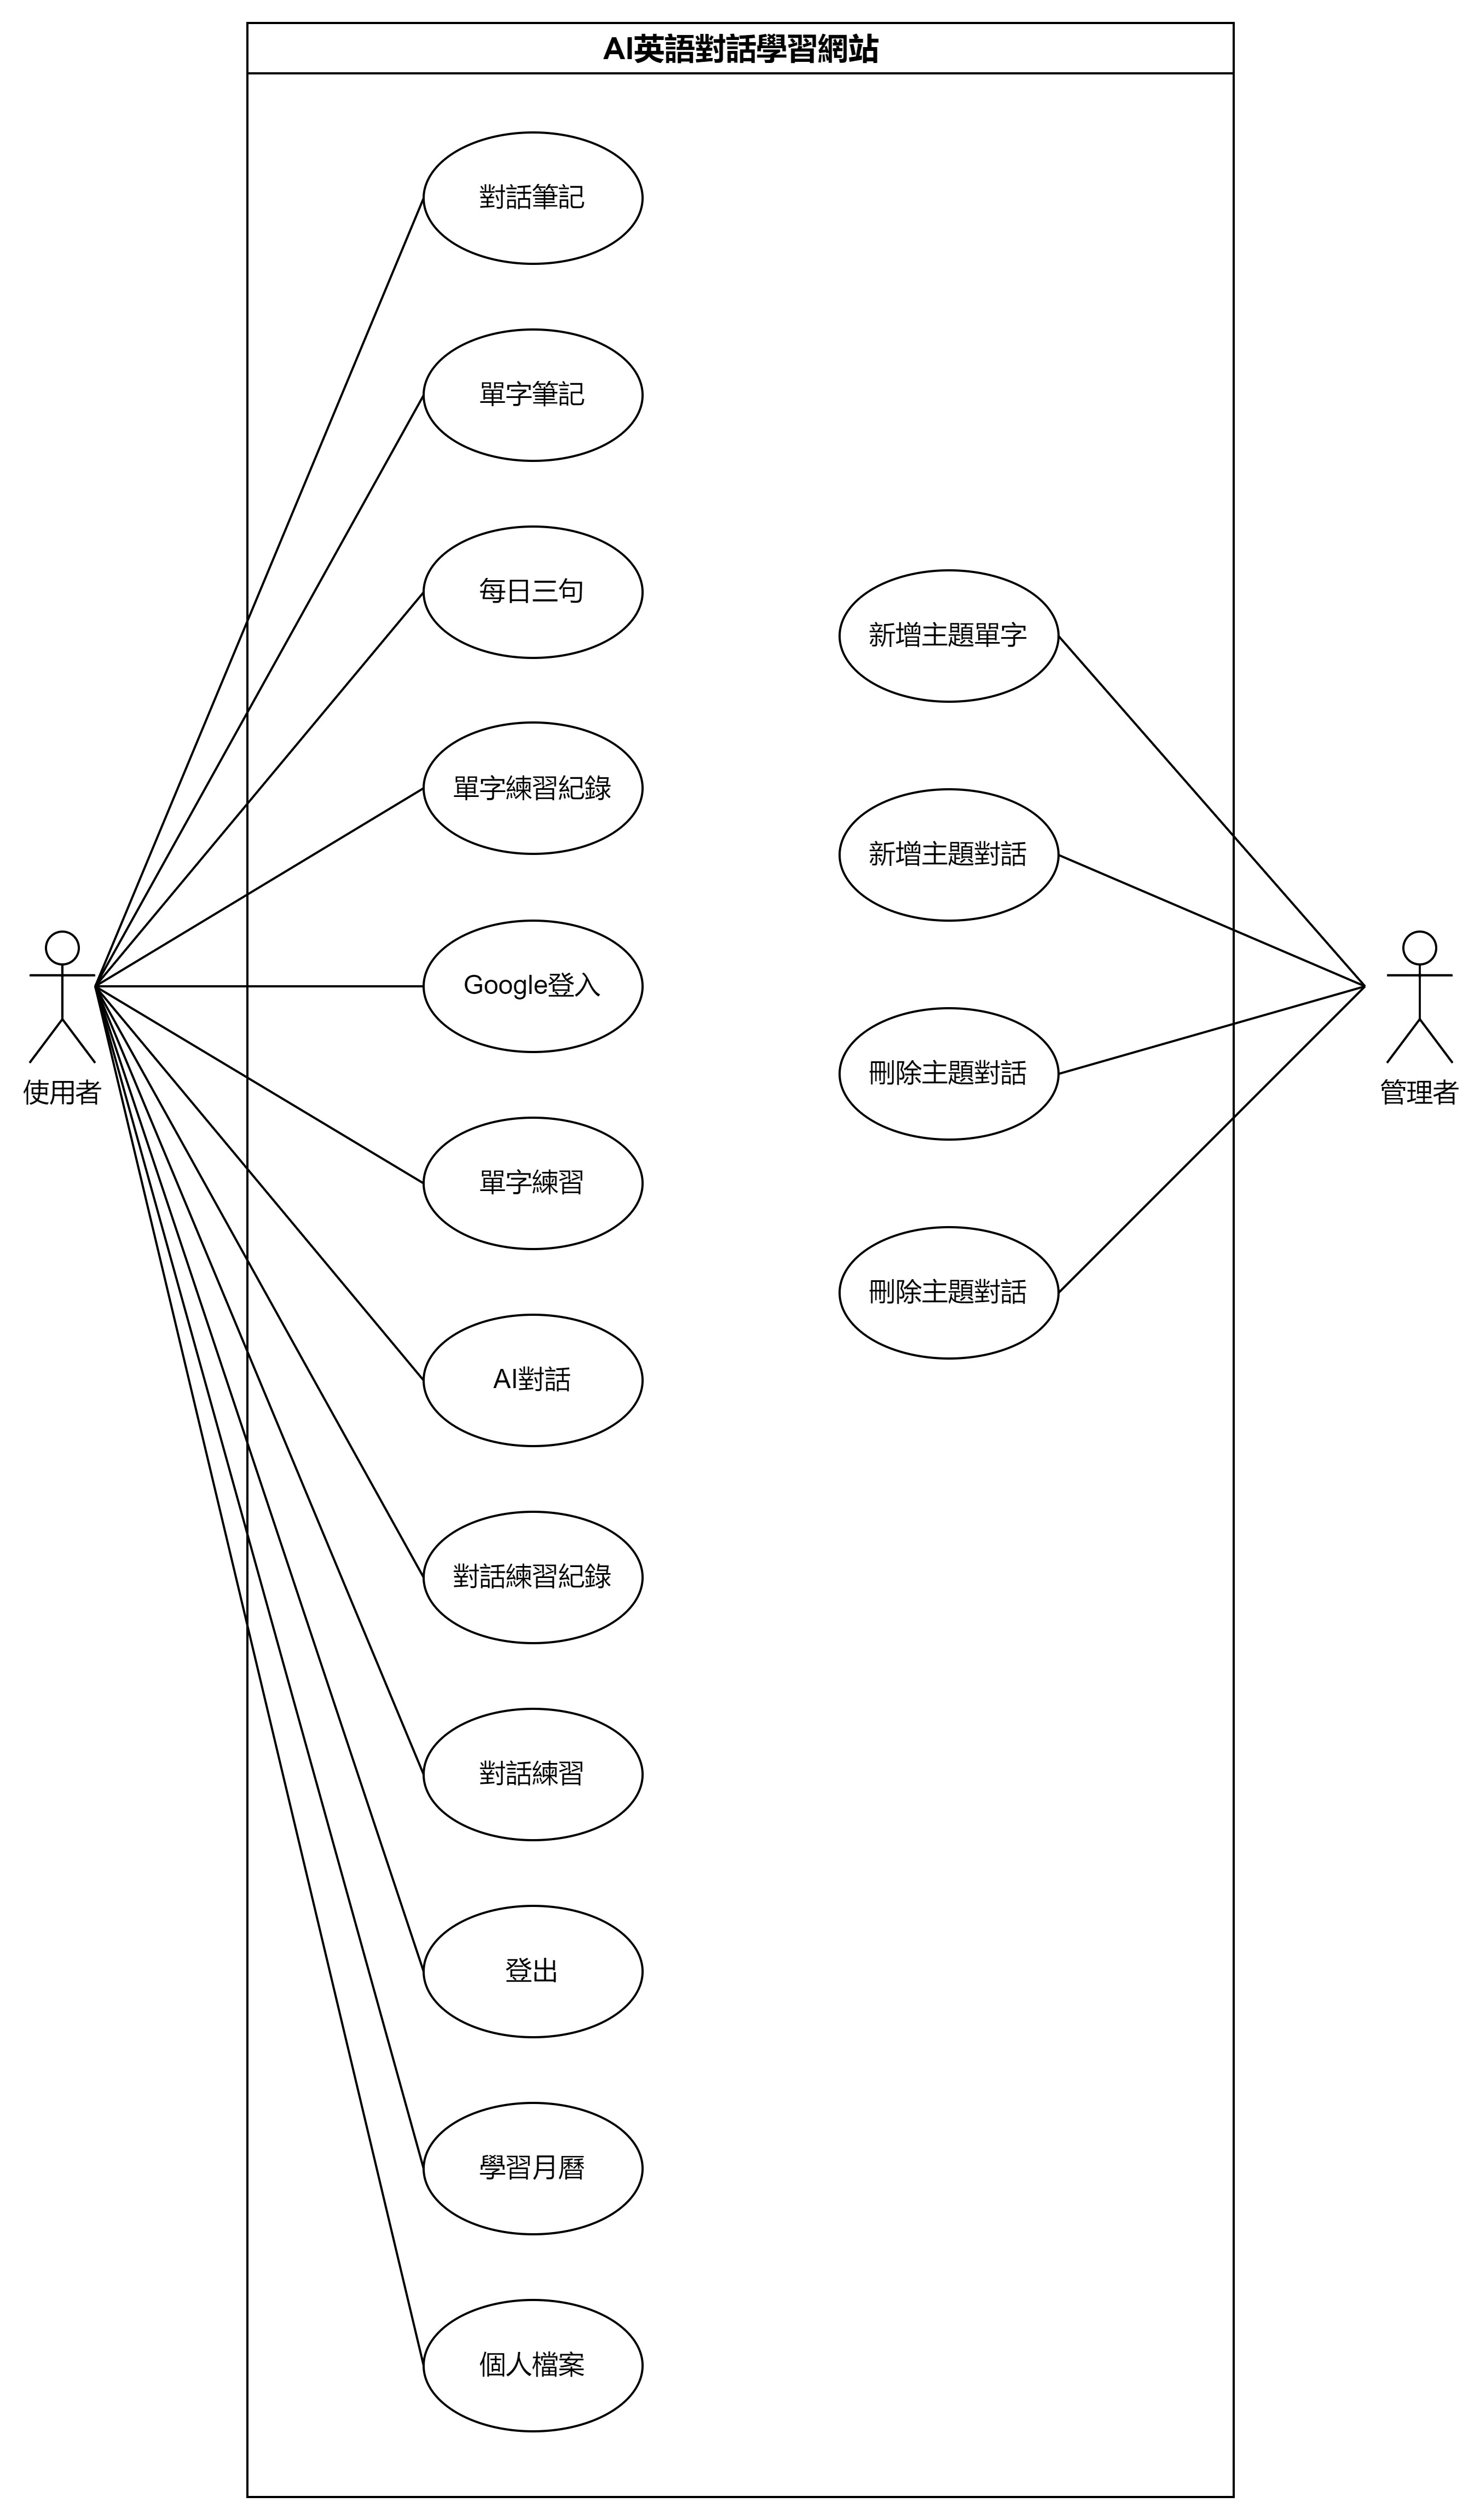 AI英語對話學習網站
對話筆記
單字筆記
每日三句
單字練習紀錄
Google登入
單字練習
AI對話
對話練習紀錄
對話練習
登出
學習月曆
個人檔案
新增主題單字
新增主題對話
刪除主題對話
刪除主題對話
使用者
管理者